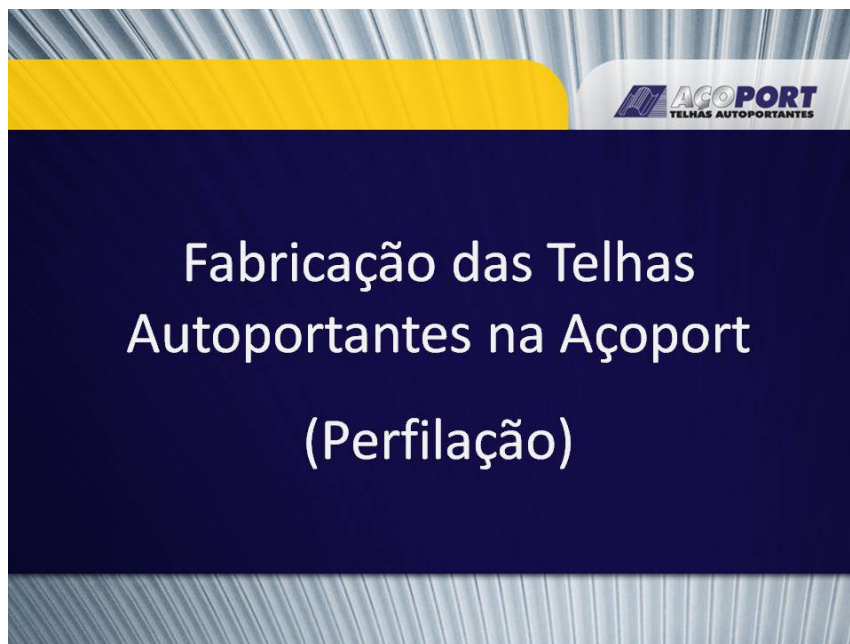 AÇOPORT
TELHAS AUTOPORTANTES
Fabricação das Telhas
Autoportantes na Açoport
(Perfilação)